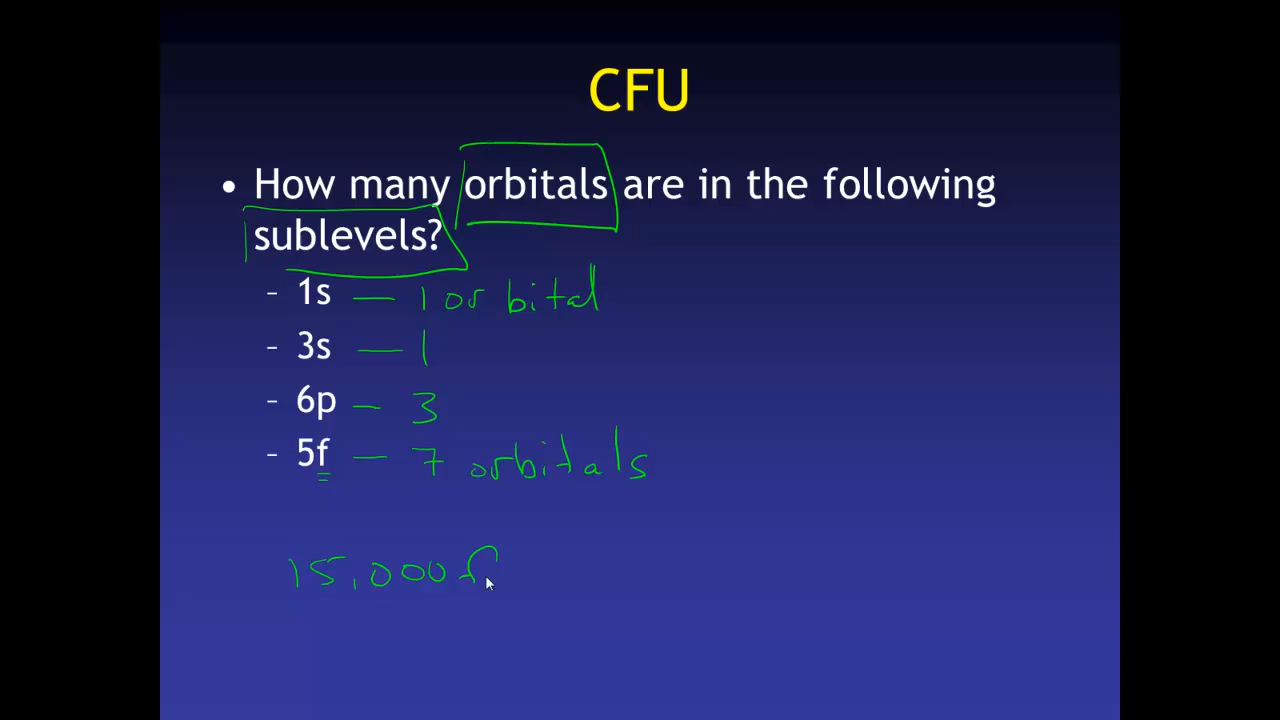 CFU
• How many orbitals are in the following
sublevels?
– 1s — 1 orbital
– 3s — 1
– 6p – 3
– 5f — 7 orbitals
15,000 f